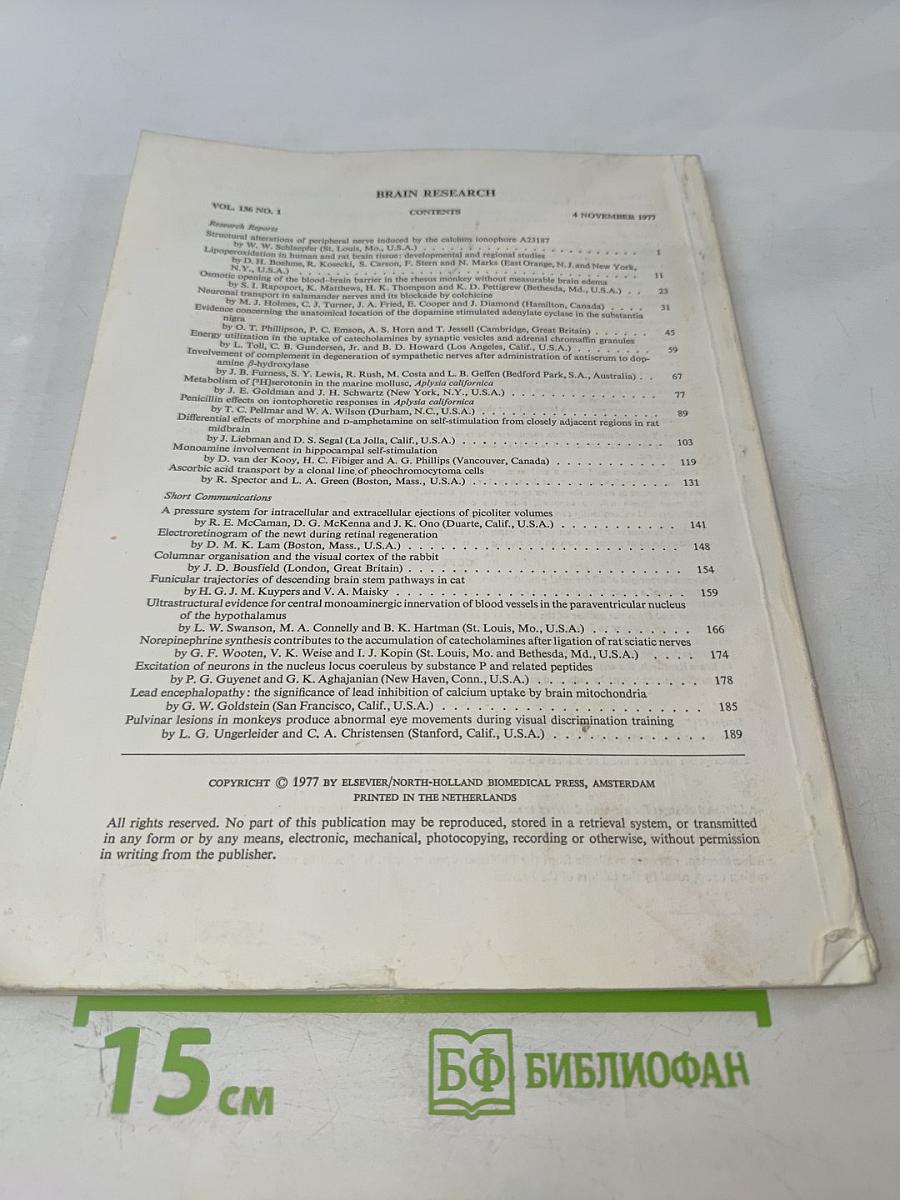 BRAIN RESEARCH
VOL. 136 NO. 1 CONTENTS 4 NOVEMBER 1977
Research Reports
Structural alterations of peripheral nerve induced by the calcium ionophore A23187
by W. W. Schlaepfer (St. Louis, Mo., U.S.A.) . . . . . . . . . . . . . . . . . . . . 1
Lipoperoxidation in human and rat brain tissue: developmental and regional studies
by D. H. Boehme, R. Kosecki, S. Carson, F. Stern and N. Marks (East Orange, N.J. and New York,
N.Y., U.S.A.) . . . . . . . . . . . . . . . . . . . . . . . . . . . . . . 11
Osmotic opening of the blood-brain barrier in the rhesus monkey without measurable brain edema
by S. I. Rapoport, K. Matthews, H. K. Thompson and K. D. Pettigrew (Bethesda, Md., U.S.A.) . . 23
Neuronal transport in salamander nerves and its blockade by colchicine
by M. J. Holmes, C. J. Turner, J. A. Fried, E. Cooper and J. Diamond (Hamilton, Canada) . . . . 31
Evidence concerning the anatomical location of the dopamine stimulated adenylate cyclase in the substantia
nigra
by O. T. Phillipson, P. C. Emson, A. S. Horn and T. Jessell (Cambridge, Great Britain) . . . . . . 45
Energy utilization in the uptake of catecholamins by synaptic vesicles and adrenal chromaffin granules
by L. Toll, C. B. Gundersen, Jr. and B. D. Howard (Los Angeles, Calif., U.S.A.) . . . . . . . . 59
Involvement of complement in degeneration of sympathetic nerves after administration of antiserum to dop-
amine β-hydroxylase
by J. B. Furness, S. Y. Lewis, R. Rush, M. Costa and L. B. Geffen (Bedford Park, S.A., Australia) . . 67
Metabolism of [³H]serotonin in the marine mollusc, Aplysia californica
by J. E. Goldman and J. H. Schwartz (New York, N.Y., U.S.A.) . . . . . . . . . . . . . . . 77
Penicillin effects on iontophoretic responses in Aplysia californica
by T. C. Pellmar and W. A. Wilson (Durham, N.C., U.S.A.) . . . . . . . . . . . . . . . . . 89
Differential effects of morphine and D-amphetamine on self-stimulation from closely adjacent regions in rat
midbrain
by J. Liebman and D. S. Segal (La Jolla, Calif., U.S.A.) . . . . . . . . . . . . . . . . . . . 103
Monoamine involvement in hippocampal self-stimulation
by D. van der Kooy, H. C. Fibiger and A. G. Phillips (Vancouver, Canada) . . . . . . . . . . . 119
Ascorbic acid transport by a clonal line of pheochromocytoma cells
by R. Spector and L. A. Green (Boston, Mass., U.S.A.) . . . . . . . . . . . . . . . . . . 131
Short Communications
A pressure system for intracellular and extracellular ejections of picoliter volumes
by R. E. McCaman, D. G. McKenna and J. K. Ono (Duarte, Calif., U.S.A.) . . . . . . . . . . . 141
Electroretinogram of the newt during retinal regeneration
by D. M. K. Lam (Boston, Mass., U.S.A.) . . . . . . . . . . . . . . . . . . . . . . . 148
Columnar organisation and the visual cortex of the rabbit
by J. D. Bousfield (London, Great Britain) . . . . . . . . . . . . . . . . . . . . . . . 154
Funicular trajectories of descending brain stem pathways in cat
by H. G. J. M. Kuypers and V. A. Maisky . . . . . . . . . . . . . . . . . . . . . . . . 159
Ultrastructural evidence for central monoaminergic innervation of blood vessels in the paraventricular nucleus
of the hypothalamus
by L. W. Swanson, M. A. Connelly and B. K. Hartman (St. Louis, Mo., U.S.A.) . . . . . . . . . 166
Norepinephrine synthesis contributes to the accumulation of catecholamines after ligation of rat sciatic nerves
by G. F. Wooten, V. K. Weise and I. J. Kopin (St. Louis, Mo. and Bethesda, Md., U.S.A.) . . . . 174
Excitation of neurons in the nucleus locus coeruleus by substance P and related peptides
by P. G. Guyenet and G. K. Aghajanian (New Haven, Conn., U.S.A.) . . . . . . . . . . . . . 178
Lead encephalopathy: the significance of lead inhibition of calcium uptake by brain mitochondria
by G. W. Goldstein (San Francisco, Calif., U.S.A.) . . . . . . . . . . . . . . . . . . . . 185
Pulvinar lesions in monkeys produce abnormal eye movements during visual discrimination training
by L. G. Ungerleider and C. A. Christensen (Stanford, Calif., U.S.A.) . . . . . . . . . . . . 189
COPYRIGHT © 1977 BY ELSEVIER/NORTH-HOLLAND BIOMEDICAL PRESS, AMSTERDAM
PRINTED IN THE NETHERLANDS
All rights reserved. No part of this publication may be reproduced, stored in a retrieval system, or transmitted
in any form or by any means, electronic, mechanical, photocopying, recording or otherwise, without permission
in writing from the publisher.
15 см БФ БИБЛИОФАН